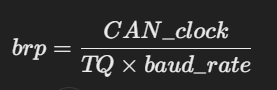 brp = CAN_clock / TQ × baud_rate